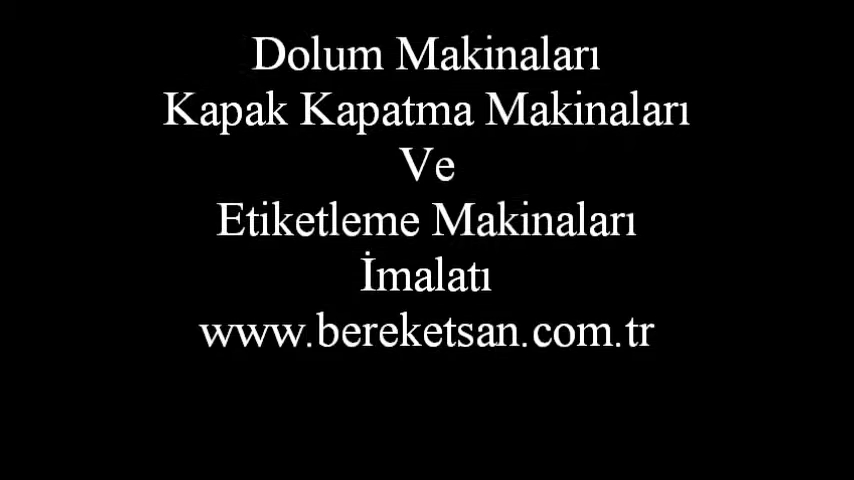 Dolum Makinaları
Kapak Kapatma Makinaları
Ve
Etiketleme Makinaları
İmalatı
www.bereketsan.com.tr